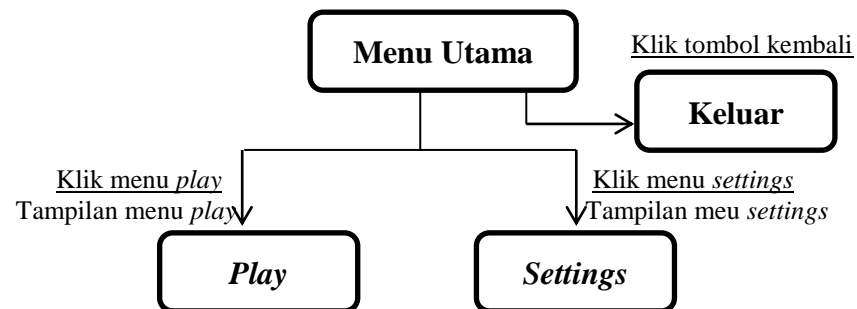 Menu Utama
Klik tombol kembali
Keluar
Klik menu play
Tampilan menu play
Klik menu settings
Tampilan meu settings
Play
Settings